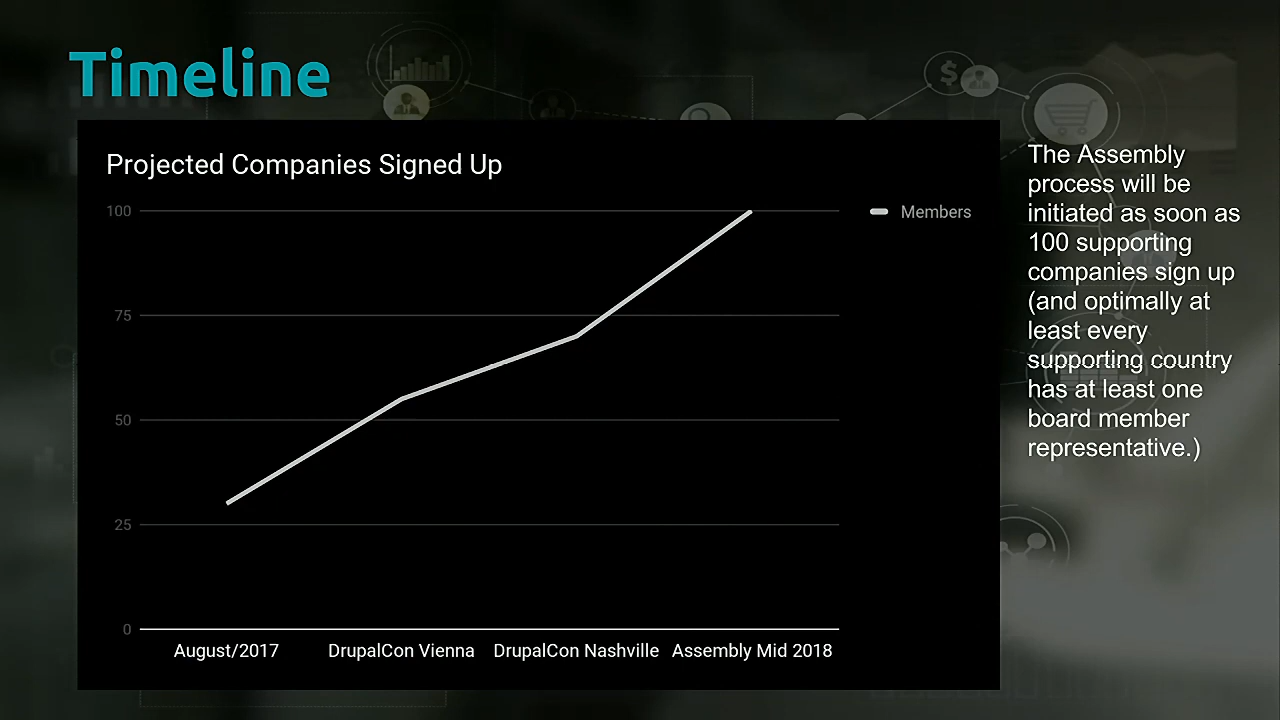 Timeline
Projected Companies Signed Up
100
Members
75
50
25
0
August/2017
DrupalCon Vienna
DrupalCon Nashville
Assembly Mid 2018
The Assembly
process will be
initiated as soon as
100 supporting
companies sign up
(and optimally at
least every
supporting country
has at least one
board member
representative.)